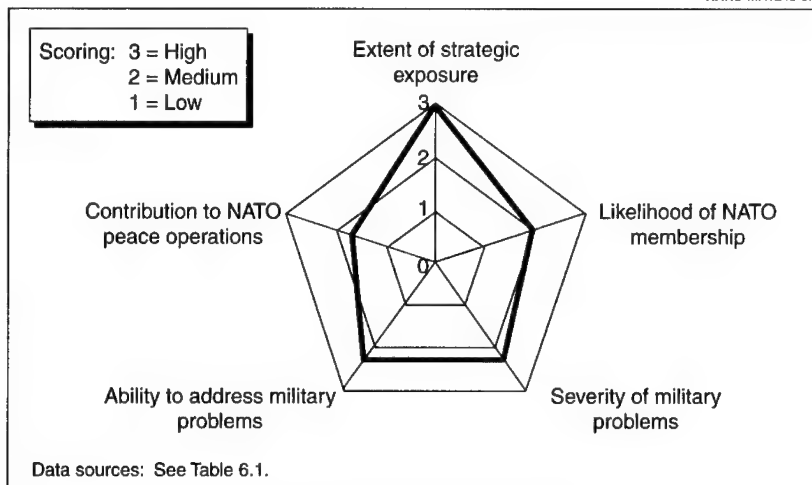 Scoring: 3 = High
2 = Medium
1 = Low
Extent of strategic
exposure
3
2
1
0
Contribution to NATO
peace operations
Likelihood of NATO
membership
Ability to address military
problems
Severity of military
problems
Data sources: See Table 6.1.